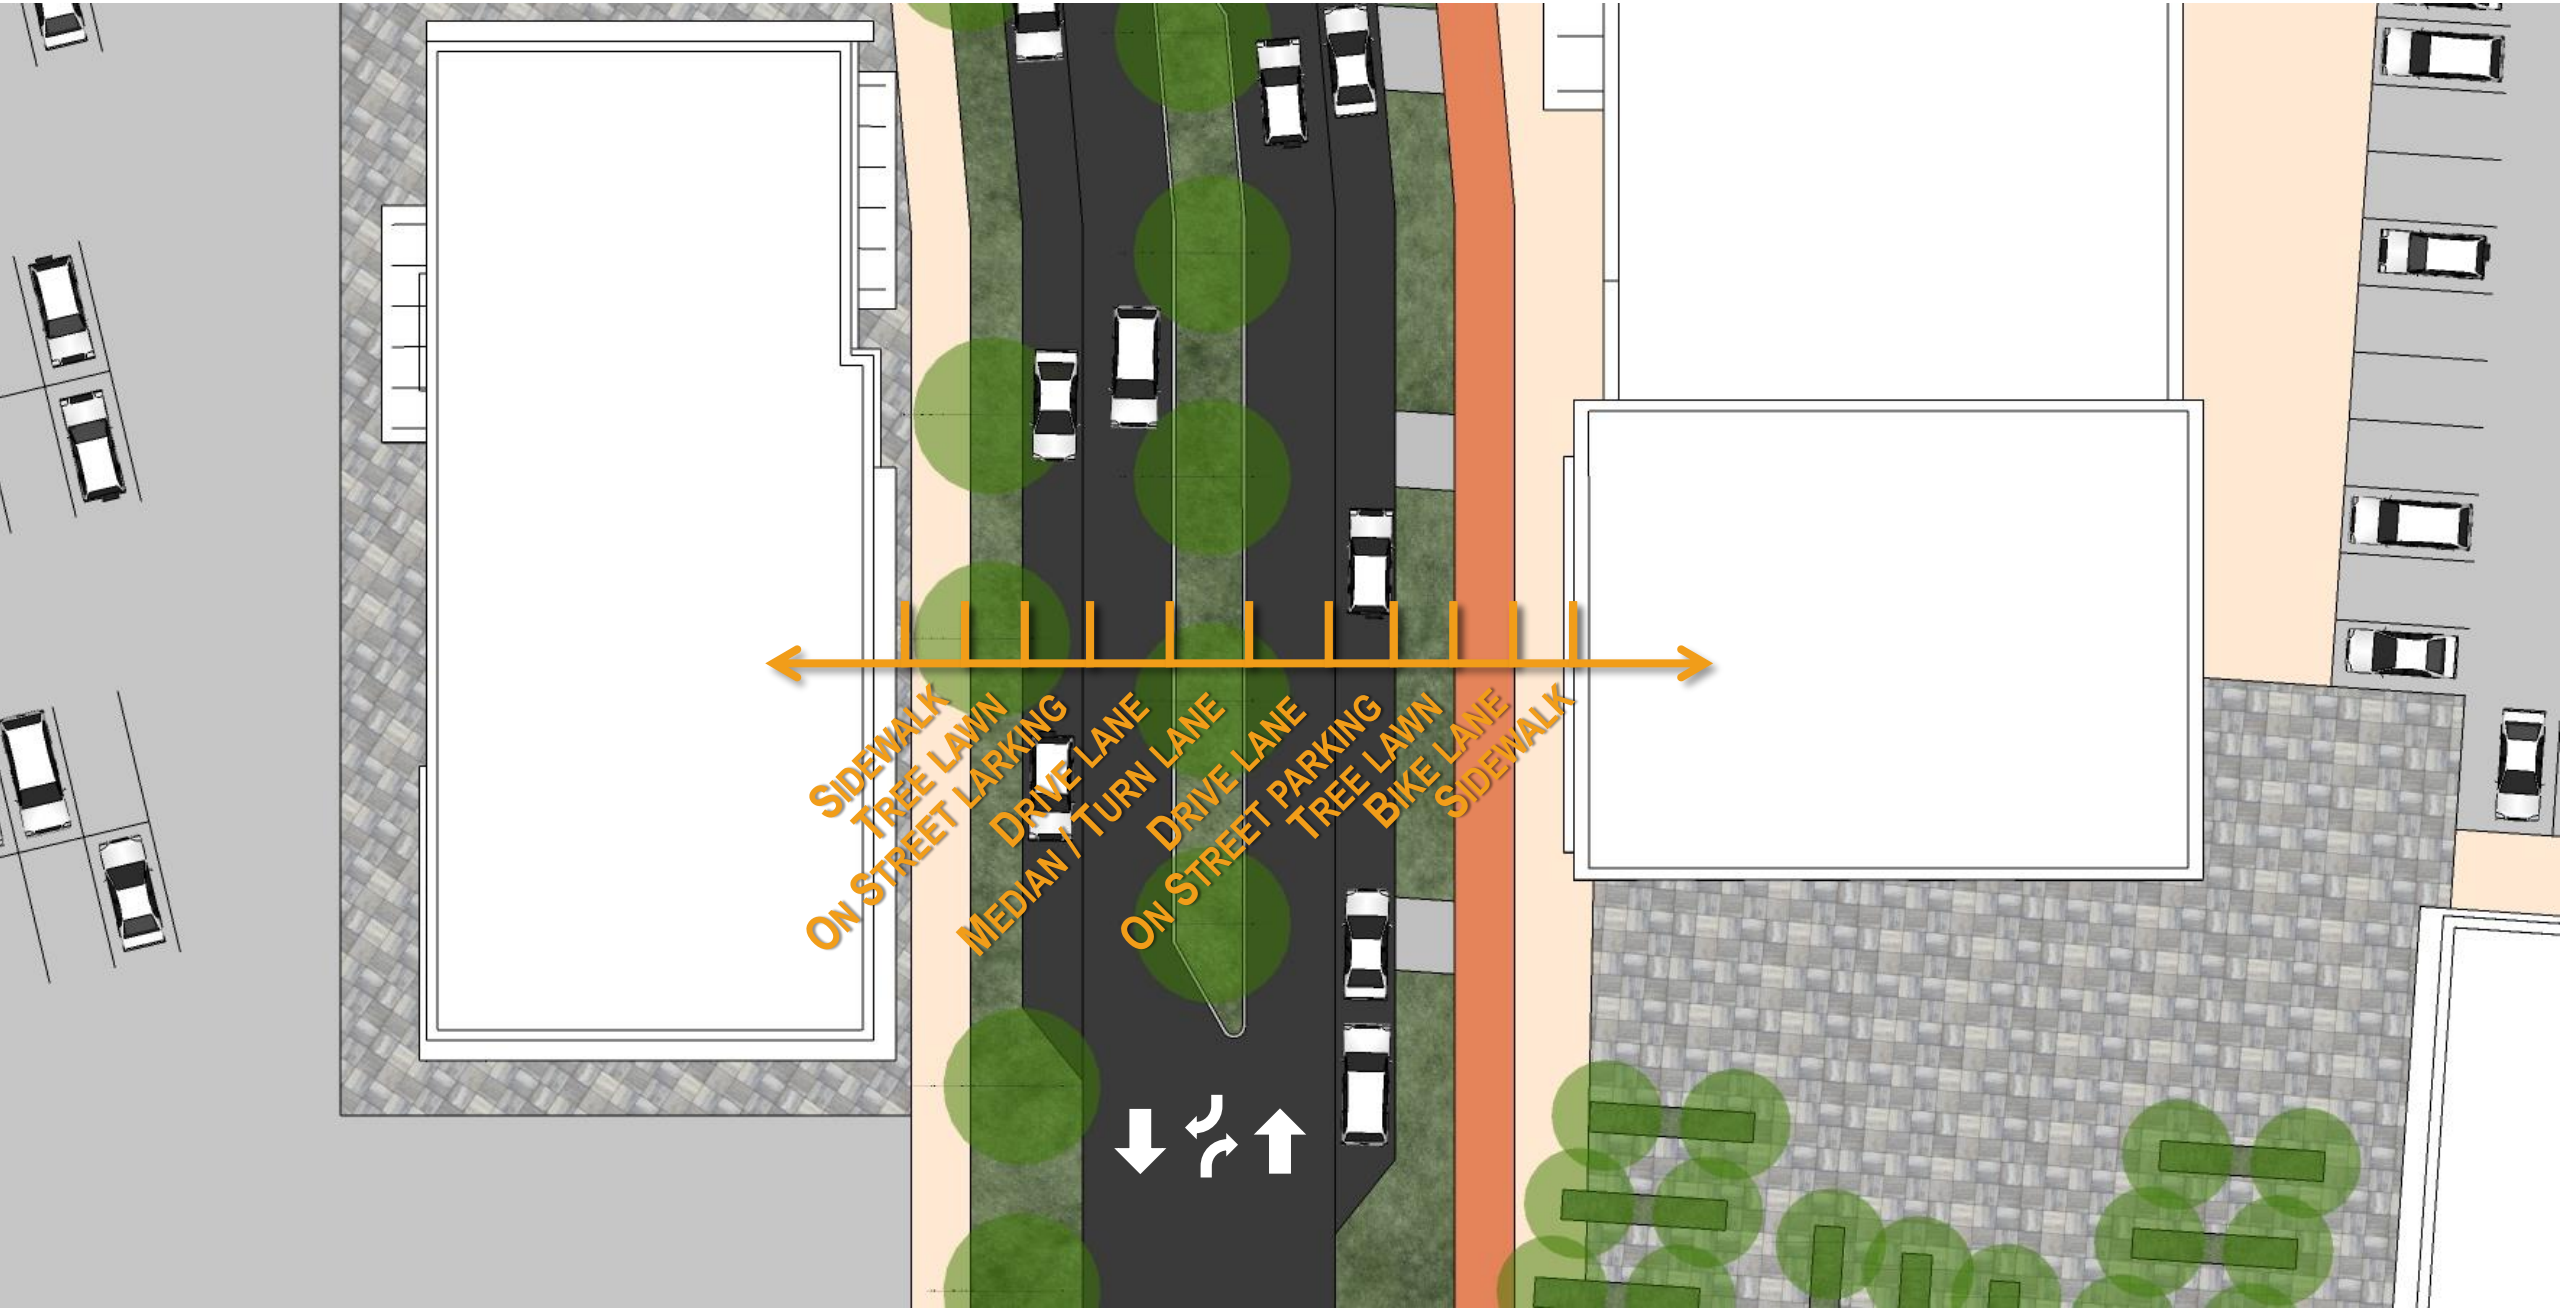 SIDEWALK
TREE LAWN
ON STREET LARKING
DRIVE LANE
MEDIAN / TURN LANE
DRIVE LANE
ON STREET PARKING
TREE LAWN
BIKE LANE
SIDEWALK